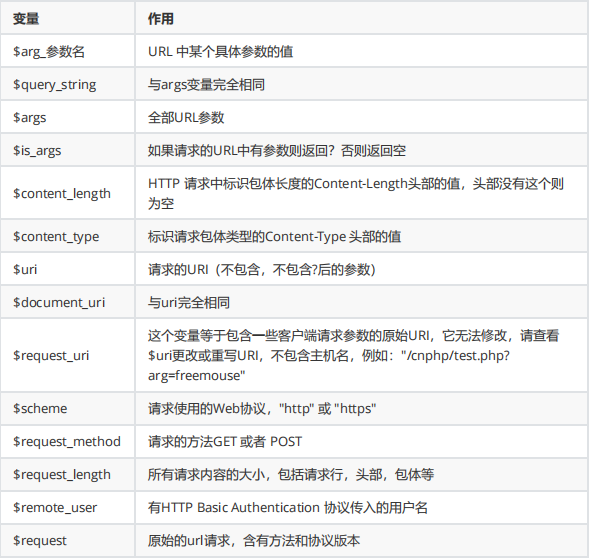 变量 作用
$arg_参数名 URL 中某个具体参数的值
$query_string 与args变量完全相同
$args 全部URL参数
$is_args 如果请求的URL中有参数则返回？否则返回空
$content_length HTTP 请求中标识包体长度的Content-Length头部的值，头部没有这个则
为空
$content_type 标识请求包体类型的Content-Type 头部的值
$uri 请求的URI（不包含，不包含?后的参数）
$document_uri 与uri完全相同
这个变量等于包含一些客户端请求参数的原始URI，它无法修改，请查看
$request_uri $uri更改或重写URI，不包含主机名，例如："/cnphp/test.php?
arg=freemouse"
$scheme 请求使用的Web协议，"http" 或 "https"
$request_method 请求的方法GET 或者 POST
$request_length 所有请求内容的大小，包括请求行，头部，包体等
$remote_user 有HTTP Basic Authentication 协议传入的用户名
$request 原始的url请求，含有方法和协议版本